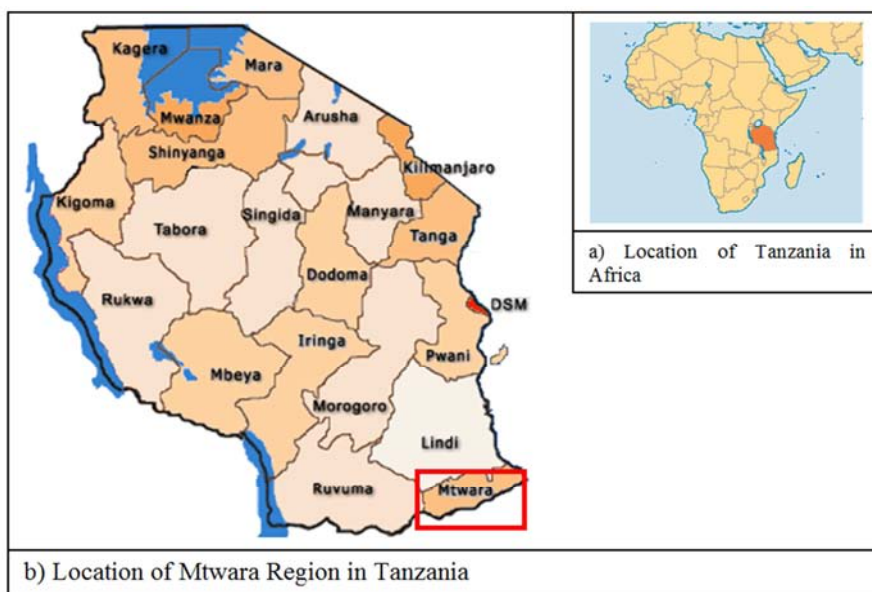 Kagera
Mara
Mwanza
Arusha
Shinyanga
Kilimanjaro
Kigoma
Singida
Manyara
Tabora
Tanga
Dodoma
Rukwa
DSM
Iringa
Pwani
Mbeya
Morogoro
Lindi
Ruvuma
Mtwara
b) Location of Mtwara Region in Tanzania
a) Location of Tanzania in
Africa